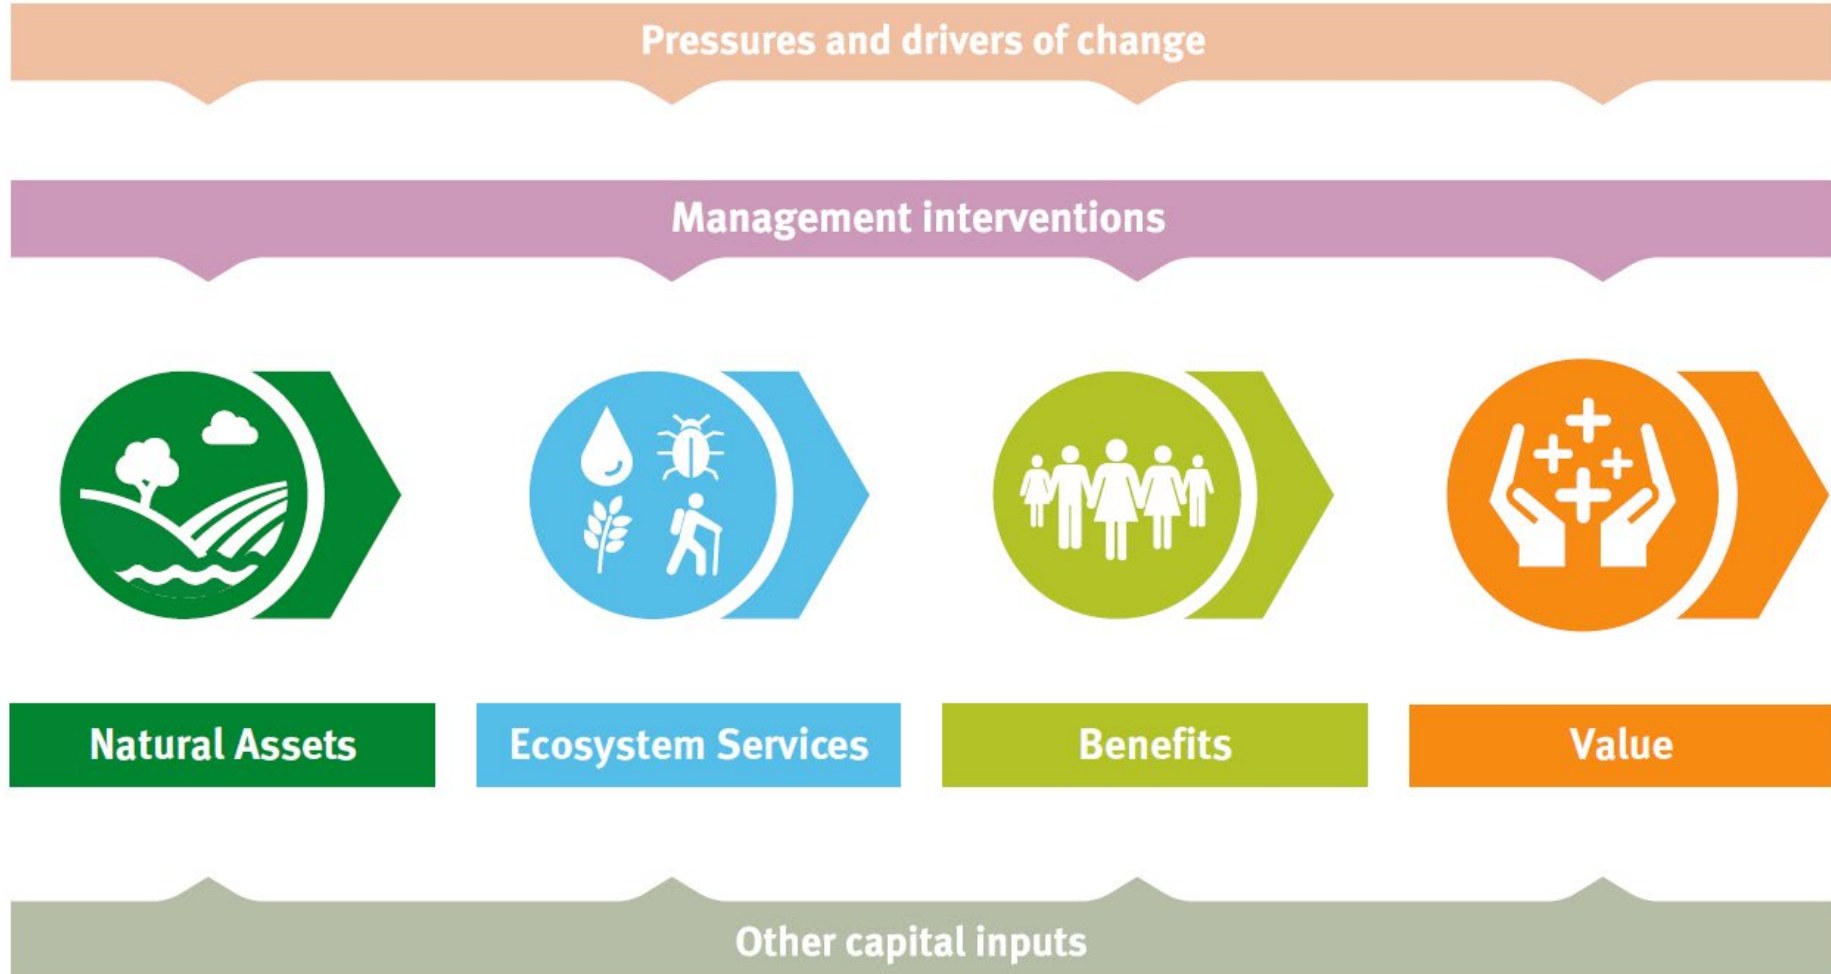 Pressures and drivers of change
Management interventions
Natural Assets
Ecosystem Services
Benefits
Value
Other capital inputs